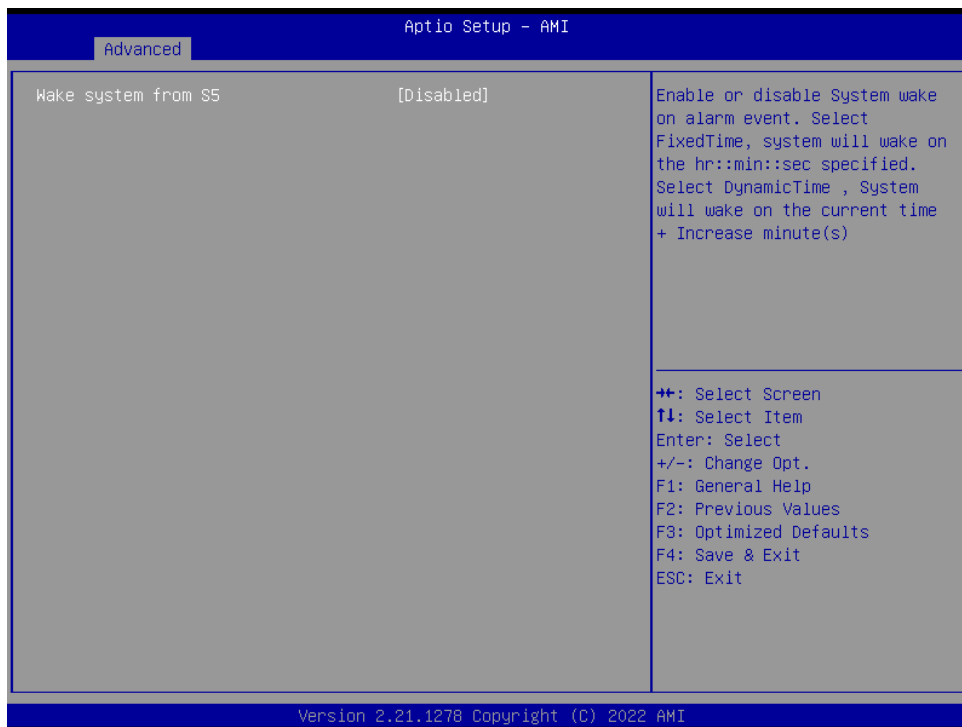 Aptio Setup – AMI
Advanced
Wake system from S5 [Disabled]
Enable or disable System wake
on alarm event. Select
FixedTime, system will wake on
the hr::min::sec specified.
Select DynamicTime , System
will wake on the current time
+ Increase minute(s)
→←: Select Screen
↑↓: Select Item
Enter: Select
+/-: Change Opt.
F1: General Help
F2: Previous Values
F3: Optimized Defaults
F4: Save & Exit
ESC: Exit
Version 2.21.1278 Copyright (C) 2022 AMI